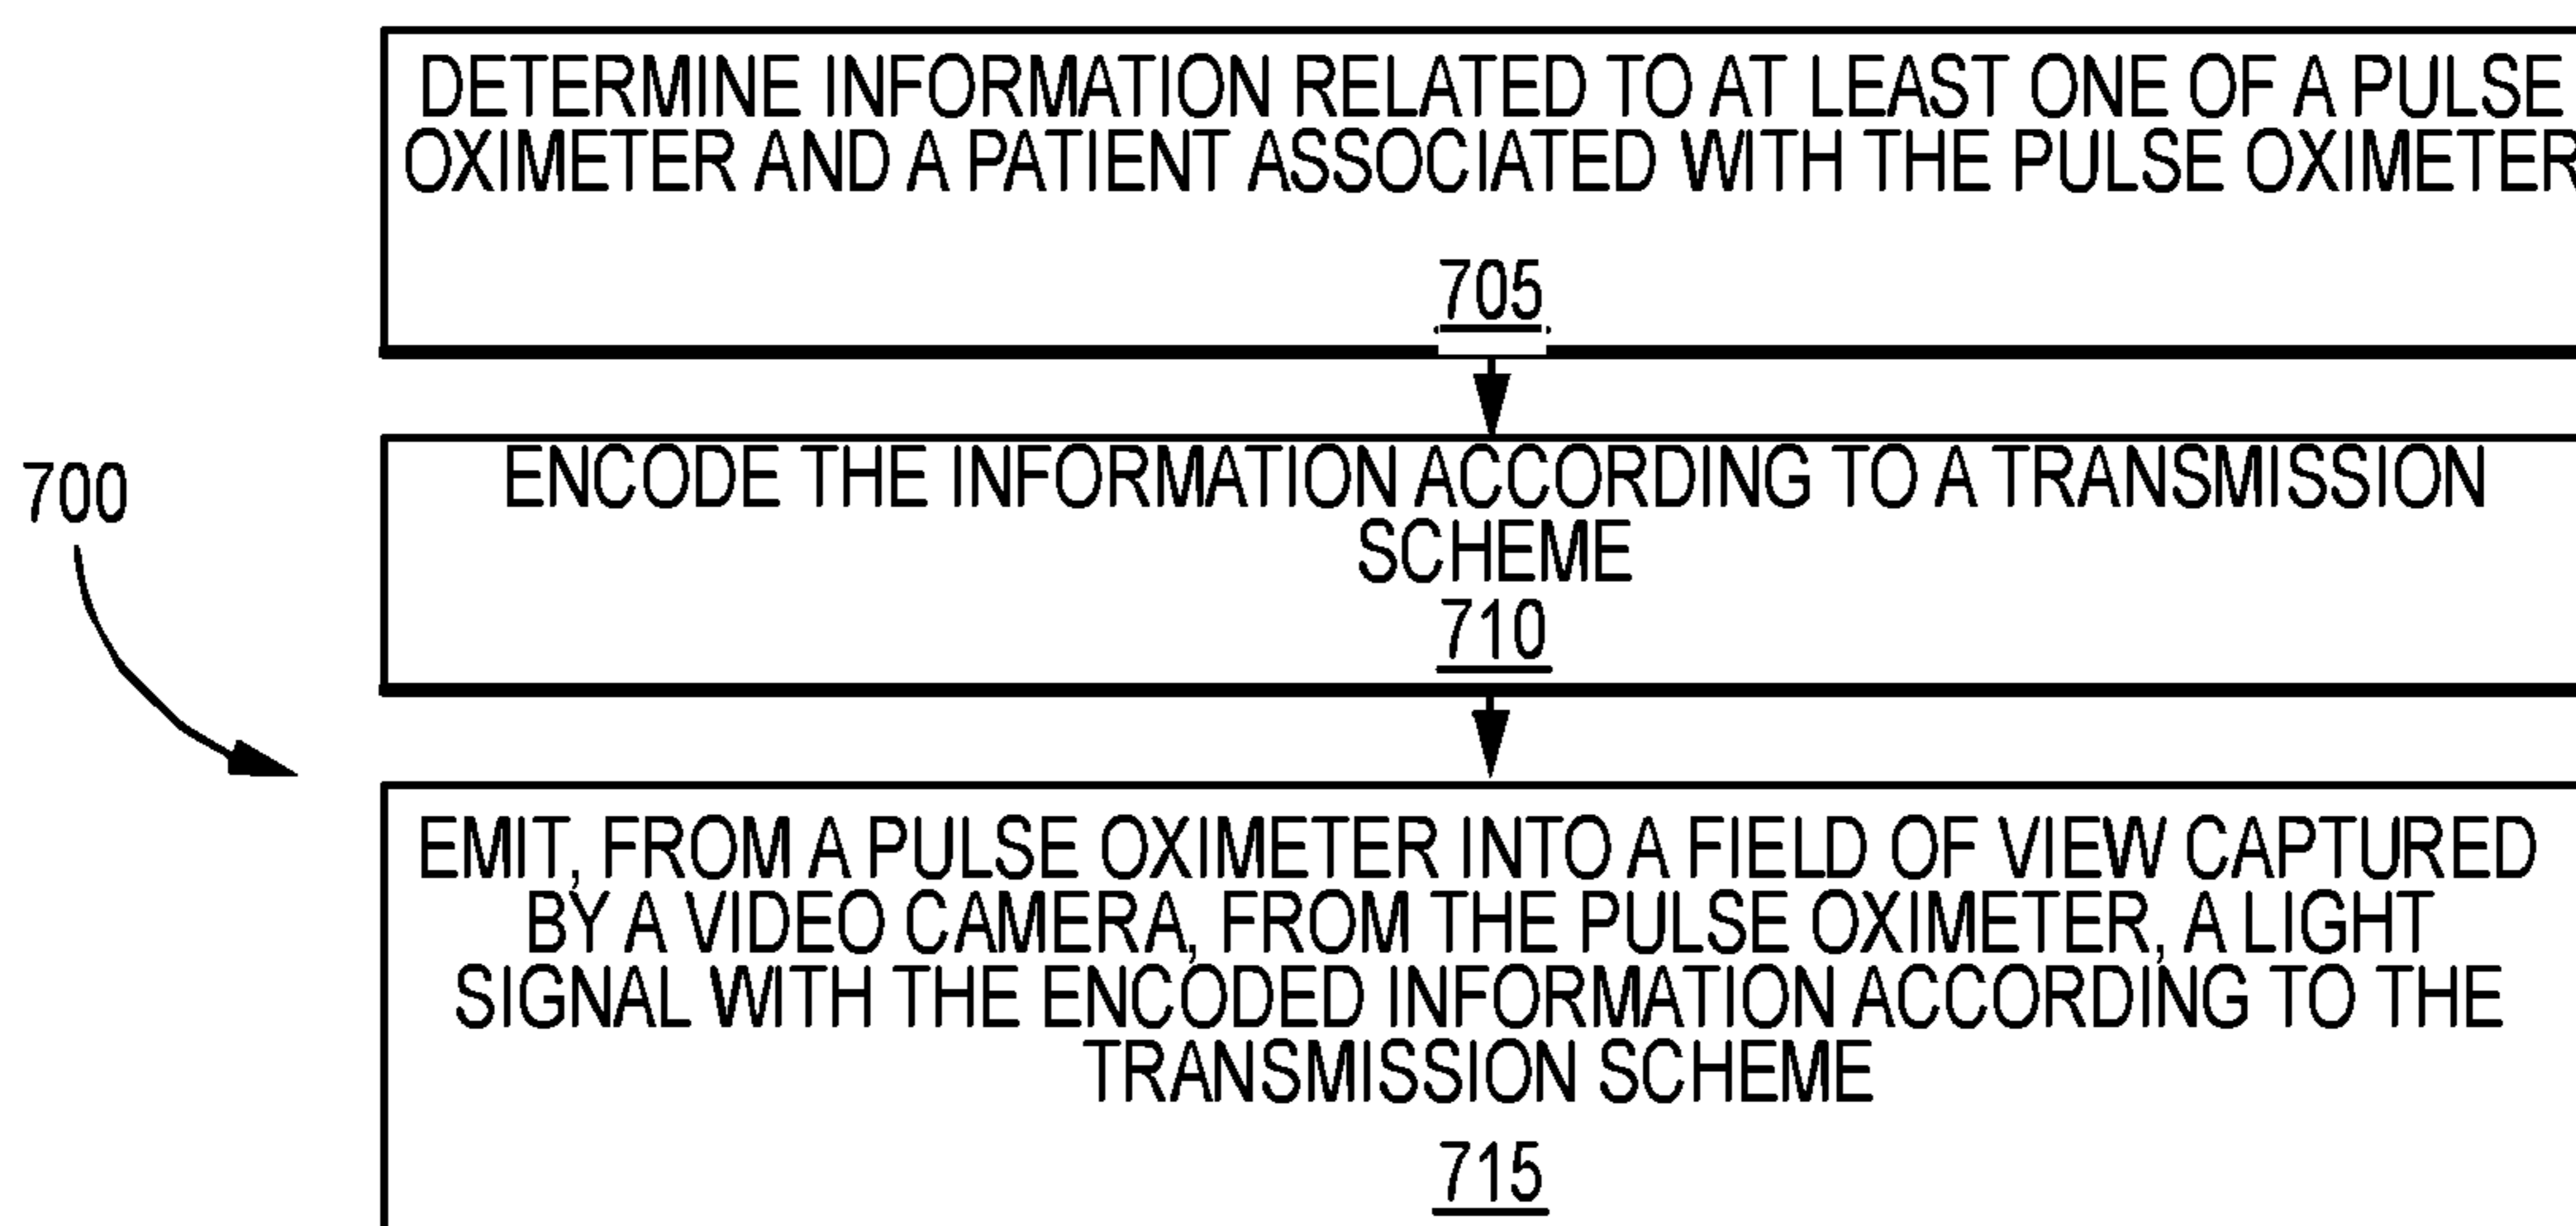 DETERMINE INFORMATION RELATED TO AT LEAST ONE OF A PULSE
OXIMETER AND A PATIENT ASSOCIATED WITH THE PULSE OXIMETER
705
700
ENCODE THE INFORMATION ACCORDING TO A TRANSMISSION
SCHEME
710
EMIT, FROM A PULSE OXIMETER INTO A FIELD OF VIEW CAPTURED
BY A VIDEO CAMERA, FROM THE PULSE OXIMETER, A LIGHT
SIGNAL WITH THE ENCODED INFORMATION ACCORDING TO THE
TRANSMISSION SCHEME
715